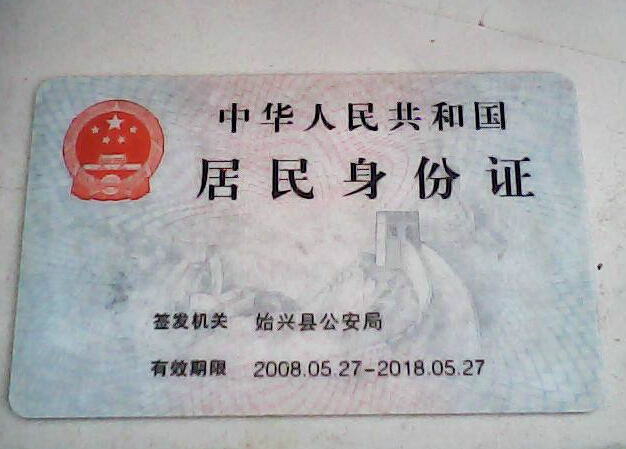 中华人民共和国
居民身份证
签发机关 始兴县公安局
有效期限 2008.05.27-2018.05.27